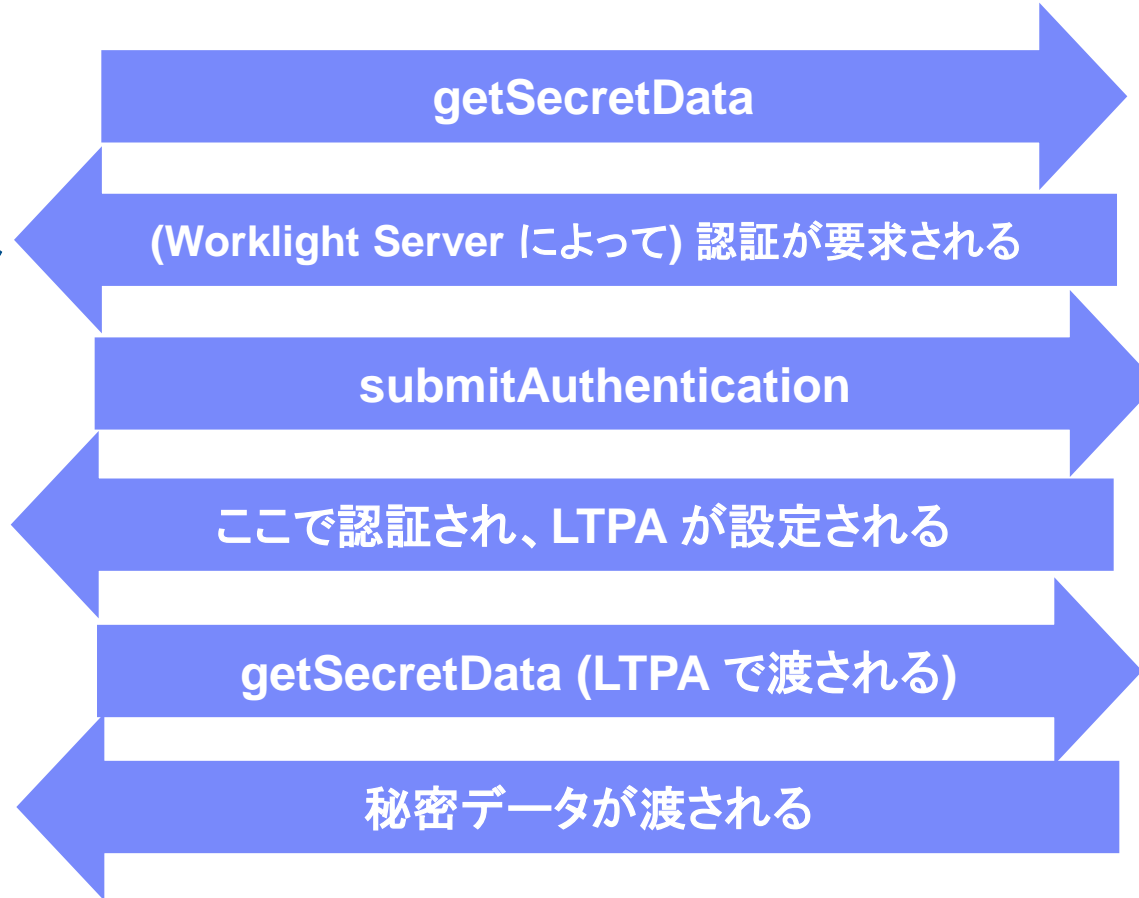 getSecretData
(Worklight Server によって) 認証が要求される
submitAuthentication
ここで認証され、LTPA が設定される
getSecretData (LTPA で渡される)
秘密データが渡される